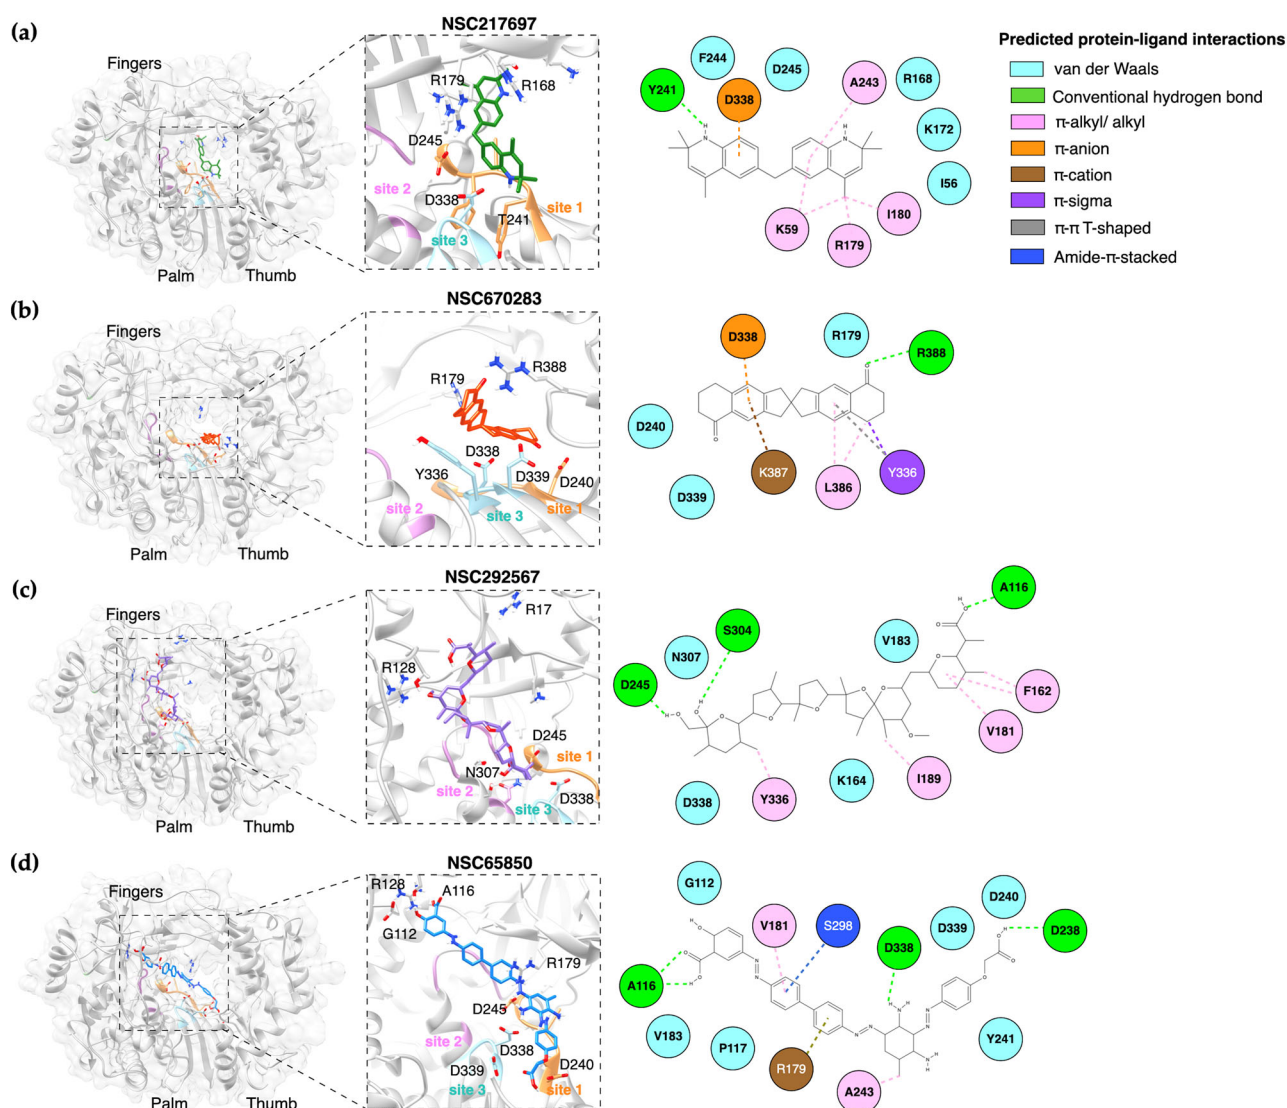 (a)
NSC217697
Fingers
Palm
Thumb
R179
R168
D245
site 2
D338
site 1
site 3
T241
F244
D245
A243
R168
Y241
D338
K172
I56
K59
R179
I180
Predicted protein-ligand interactions
van der Waals
Conventional hydrogen bond
π-alkyl/ alkyl
π-anion
π-cation
π-sigma
π-π T-shaped
Amide-π-stacked
(b)
NSC670283
Fingers
Palm
Thumb
R388
R179
D338
Y336
D339
D240
site 2
site 3
site 1
D338
R179
R388
D240
D339
K387
L386
Y336
(c)
NSC292567
Fingers
Palm
Thumb
R17
R128
D245
site 1
N307
site 2
D338
site 3
A116
S304
N307
V183
D245
F162
V181
I189
K164
D338
Y336
(d)
NSC65850
Fingers
Palm
Thumb
R128
A116
G112
R179
D245
site 2
D338
D339
D240
site 3
site 1
G112
V181
S298
D338
D339
D240
D238
A116
V183
P117
R179
A243
Y241